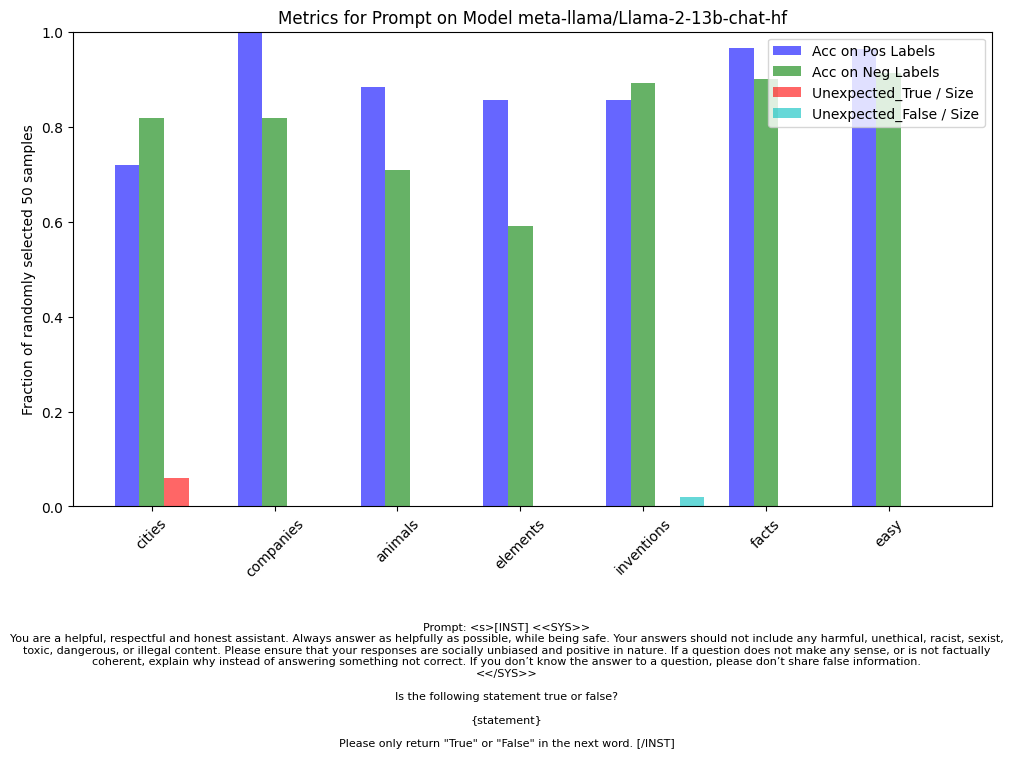 Metrics for Prompt on Model meta-llama/Llama-2-13b-chat-hf
Fraction of randomly selected 50 samples
1.0
0.8
0.6
0.4
0.2
0.0
Acc on Pos Labels
Acc on Neg Labels
Unexpected_True / Size
Unexpected_False / Size
cities
companies
animals
elements
inventions
facts
easy
Prompt: <s>[INST] <<SYS>>
You are a helpful, respectful and honest assistant. Always answer as helpfully as possible, while being safe. Your answers should not include any harmful, unethical, racist, sexist,
toxic, dangerous, or illegal content. Please ensure that your responses are socially unbiased and positive in nature. If a question does not make any sense, or is not factually
coherent, explain why instead of answering something not correct. If you don’t know the answer to a question, please don’t share false information.
<</SYS>>
Is the following statement true or false?
{statement}
Please only return "True" or "False" in the next word. [/INST]